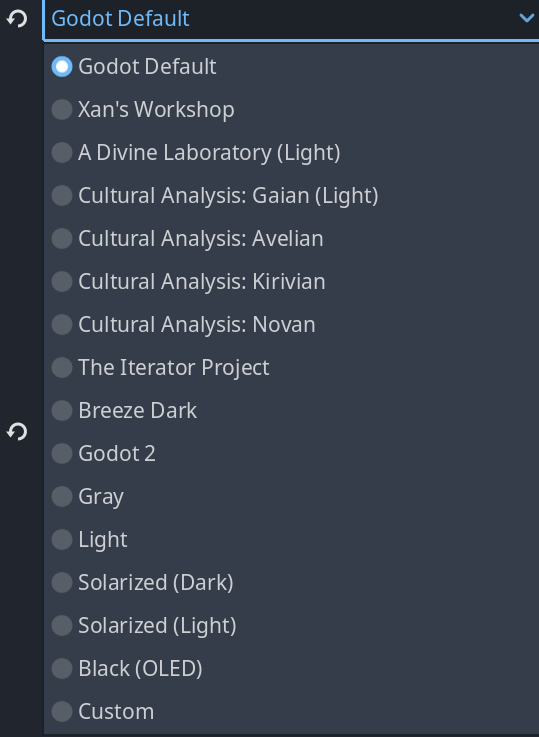 Godot Default
Godot Default
Xan's Workshop
A Divine Laboratory (Light)
Cultural Analysis: Gaian (Light)
Cultural Analysis: Avelian
Cultural Analysis: Kirivian
Cultural Analysis: Novan
The Iterator Project
Breeze Dark
Godot 2
Gray
Light
Solarized (Dark)
Solarized (Light)
Black (OLED)
Custom